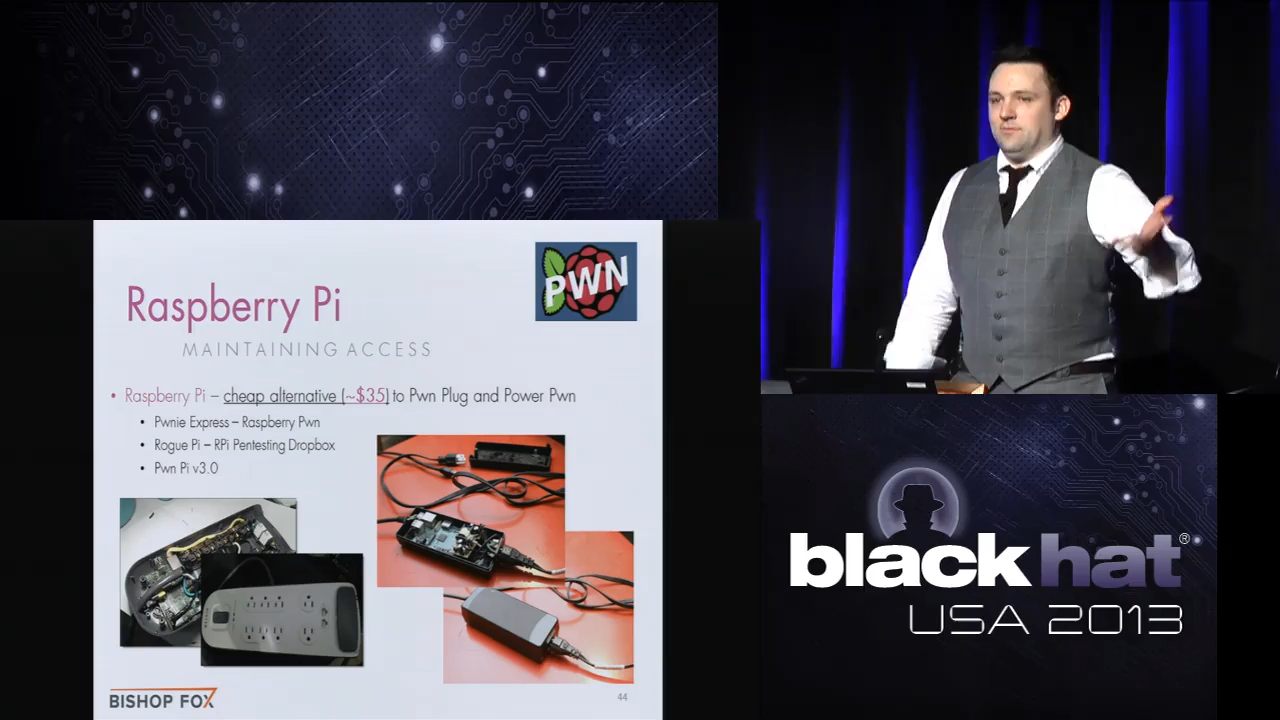 PWN
Raspberry Pi
MAINTAINING ACCESS
• Raspberry Pi – cheap alternative (~$35) to Pwn Plug and Power Pwn
• Pwnie Express – Raspberry Pwn
• Rogue Pi – RPi Pentesting Dropbox
• Pwn Pi v3.0
BISHOP FOX
44
black hat®
USA 2013